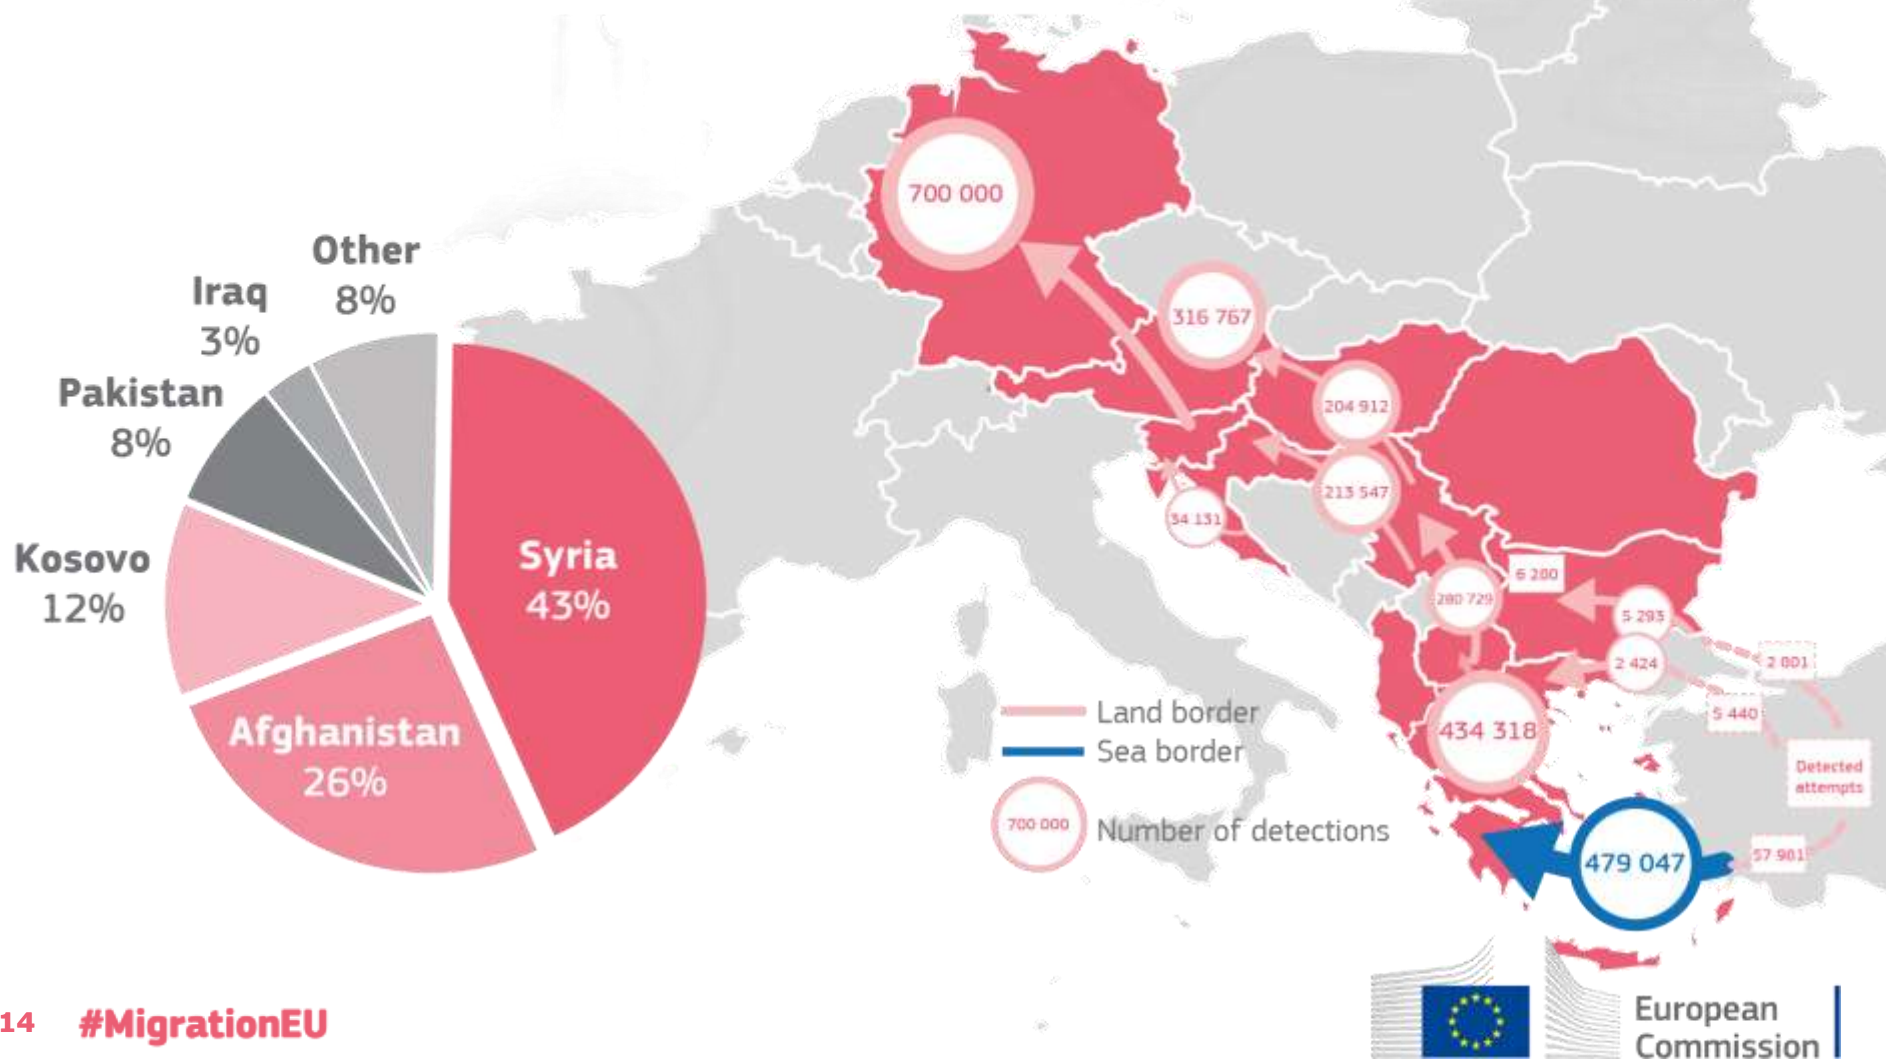 Other
8%
Iraq
3%
Pakistan
8%
Kosovo
12%
Syria
43%
Afghanistan
26%
700 000
316 767
204 912
213 547
34 131
280 729
6 280
5 293
2 424
2 801
5 440
434 318
Detected
attempts
479 047
57 981
Land border
Sea border
700 000
Number of detections
14 #MigrationEU
European
Commission